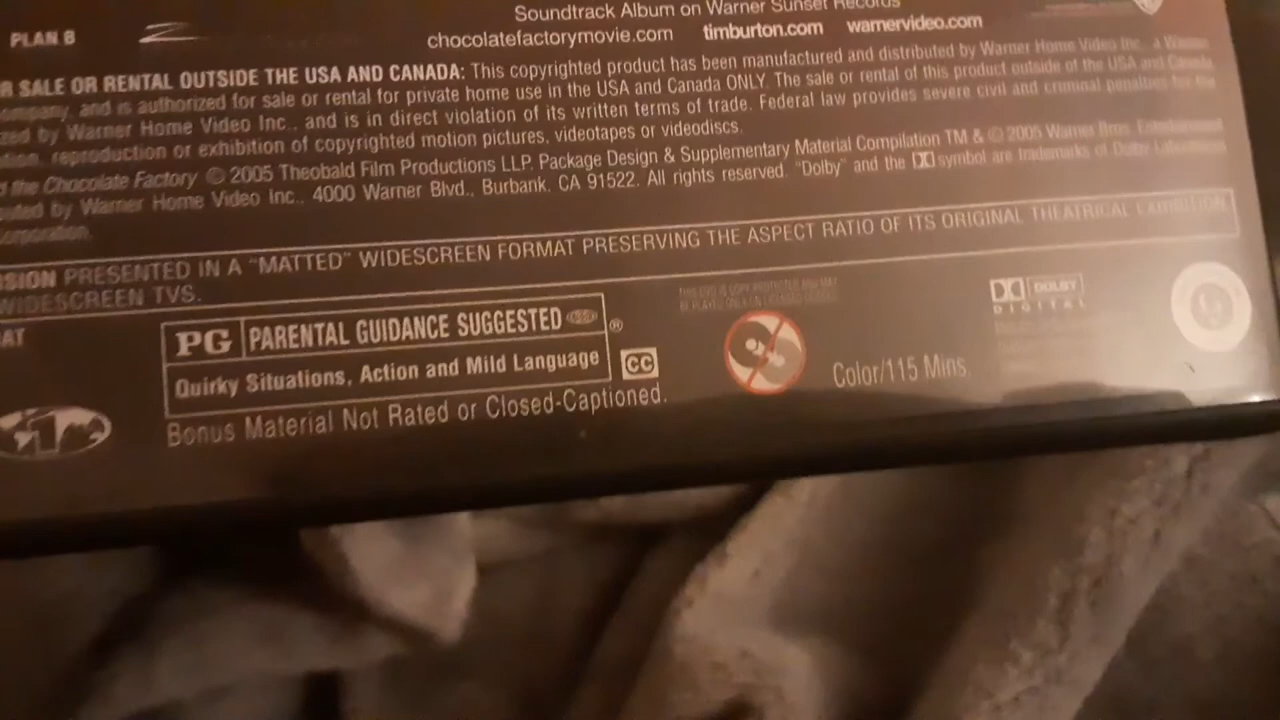 Soundtrack Album on Warner Sunset Records
PLAN B
chocolatefactorymovie.com timburton.com warnervideo.com
R SALE OR RENTAL OUTSIDE THE USA AND CANADA: This copyrighted product has been manufactured and distributed by Warner Home Video Inc., a Warner
ompany, and is authorized for sale or rental for private home use in the USA and Canada ONLY. The sale or rental of this product outside of the USA and Canada
zed by Warner Home Video Inc., and is in direct violation of its written terms of trade. Federal law provides severe civil and criminal penalties for the
tion, reproduction or exhibition of copyrighted motion pictures, videotapes or videodiscs.
the Chocolate Factory © 2005 Theobald Film Productions LLP. Package Design & Supplementary Material Compilation TM & © 2005 Warner Bros. Entertainment
uted by Warner Home Video Inc., 4000 Warner Blvd., Burbank, CA 91522. All rights reserved. "Dolby" and the symbol are trademarks of Dolby Laboratories
Corporation.
SION PRESENTED IN A "MATTED" WIDESCREEN FORMAT PRESERVING THE ASPECT RATIO OF ITS ORIGINAL THEATRICAL EXHIBITION
WIDESCREEN TVS.
AT
PG PARENTAL GUIDANCE SUGGESTED ®
Quirky Situations, Action and Mild Language
CC
Bonus Material Not Rated or Closed-Captioned.
1
Color/115 Mins.
DOLBY
DIGITAL